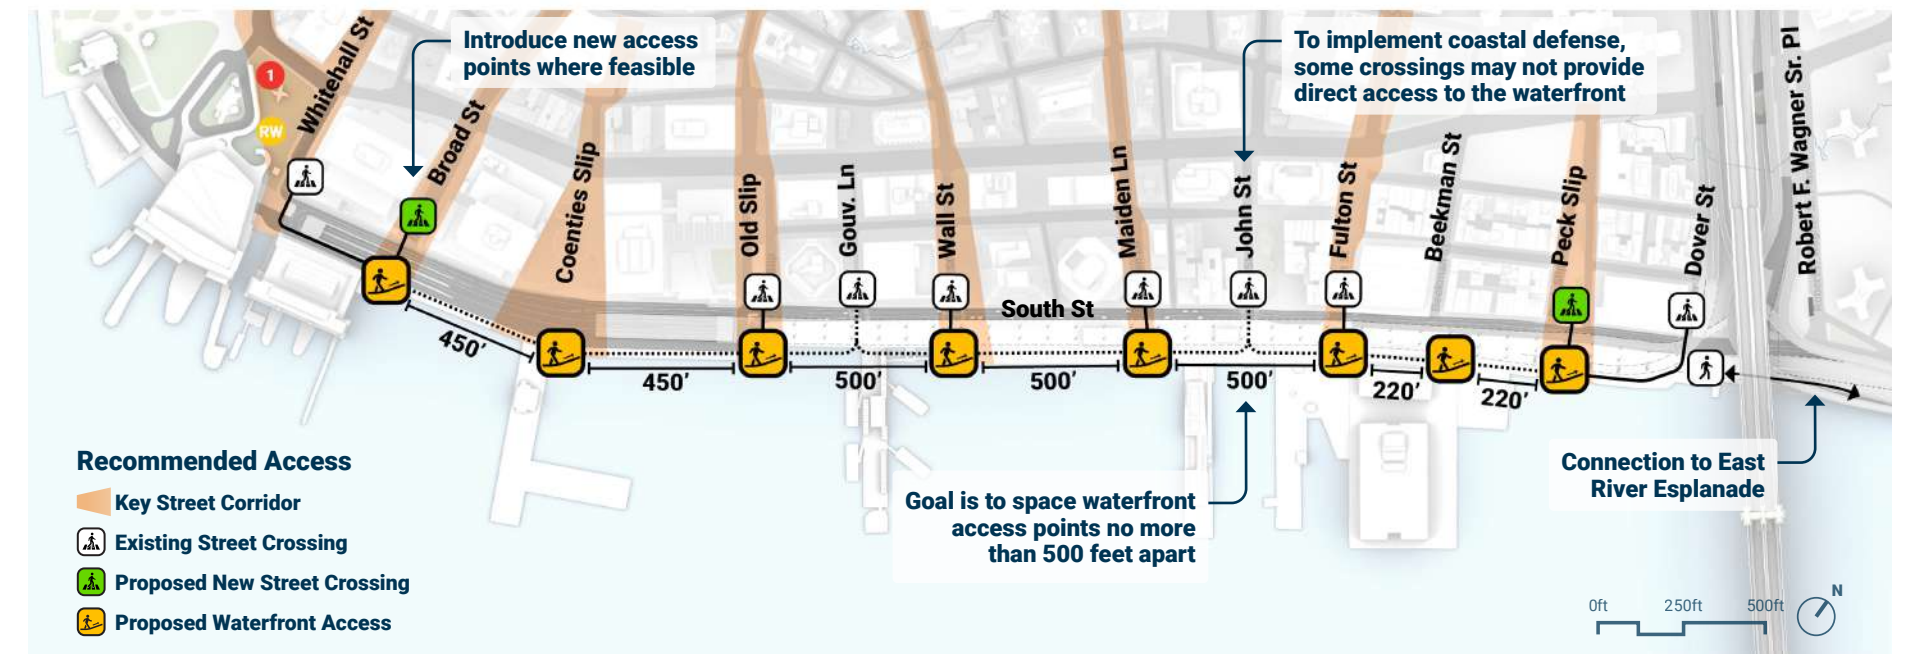 Introduce new access
points where feasible
To implement coastal defense,
some crossings may not provide
direct access to the waterfront
1
RW
Whitehall St
Broad St
Coenties Slip
Old Slip
Gouv. Ln
Wall St
Maiden Ln
John St
Fulton St
Beekman St
Peck Slip
Dover St
Robert F. Wagner Sr. Pl
South St
450’
450’
500’
500’
500’
220’
220’
Goal is to space waterfront
access points no more
than 500 feet apart
Connection to East
River Esplanade
Recommended Access
Key Street Corridor
Existing Street Crossing
Proposed New Street Crossing
Proposed Waterfront Access
0ft 250ft 500ft
N